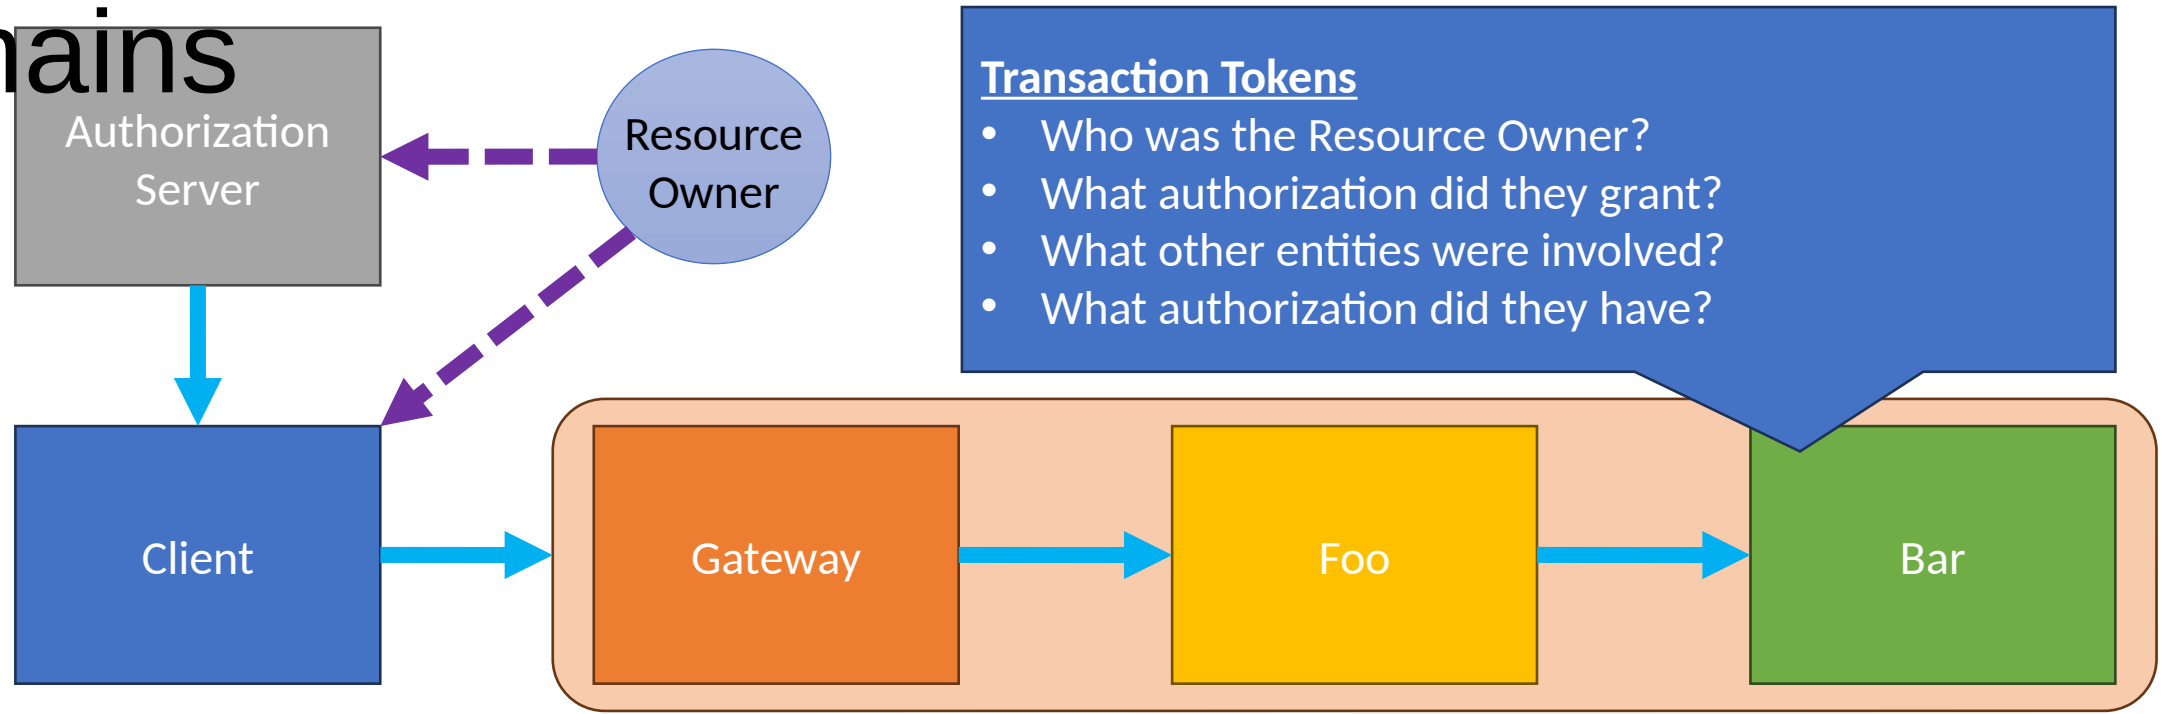 Authorization
Server
Resource
Owner
Transaction Tokens
• Who was the Resource Owner?
• What authorization did they grant?
• What other entities were involved?
• What authorization did they have?
Client
Gateway
Foo
Bar